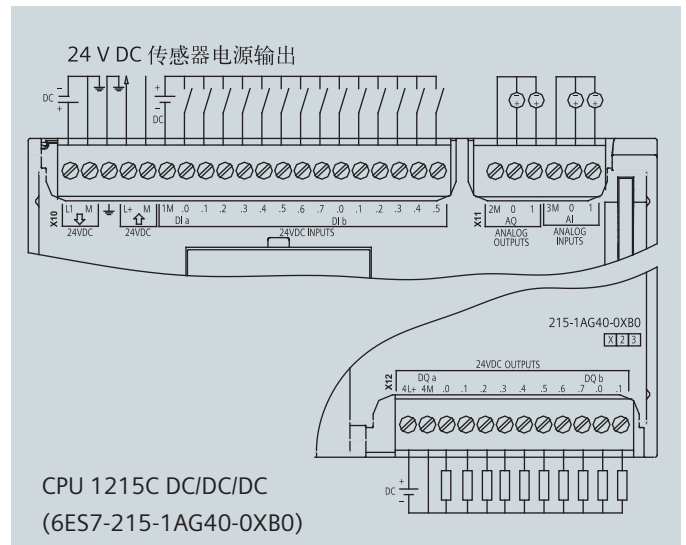 24 V DC 传感器电源输出
DC - +
+ - DC
X10
L1 M L+ M 1M .0 .1 .2 .3 .4 .5 .6 .7 .0 .1 .2 .3 .4 .5
24VDC 24VDC DI a DI b
24VDC INPUTS
X11
2M 0 1 3M 0 1
AQ AI
ANALOG OUTPUTS ANALOG INPUTS
215-1AG40-0XB0
X 2 3
24VDC OUTPUTS
X12
DQ a DQ b
4L+ 4M .0 .1 .2 .3 .4 .5 .6 .7 .0 .1
DC + -
CPU 1215C DC/DC/DC
(6ES7-215-1AG40-0XB0)